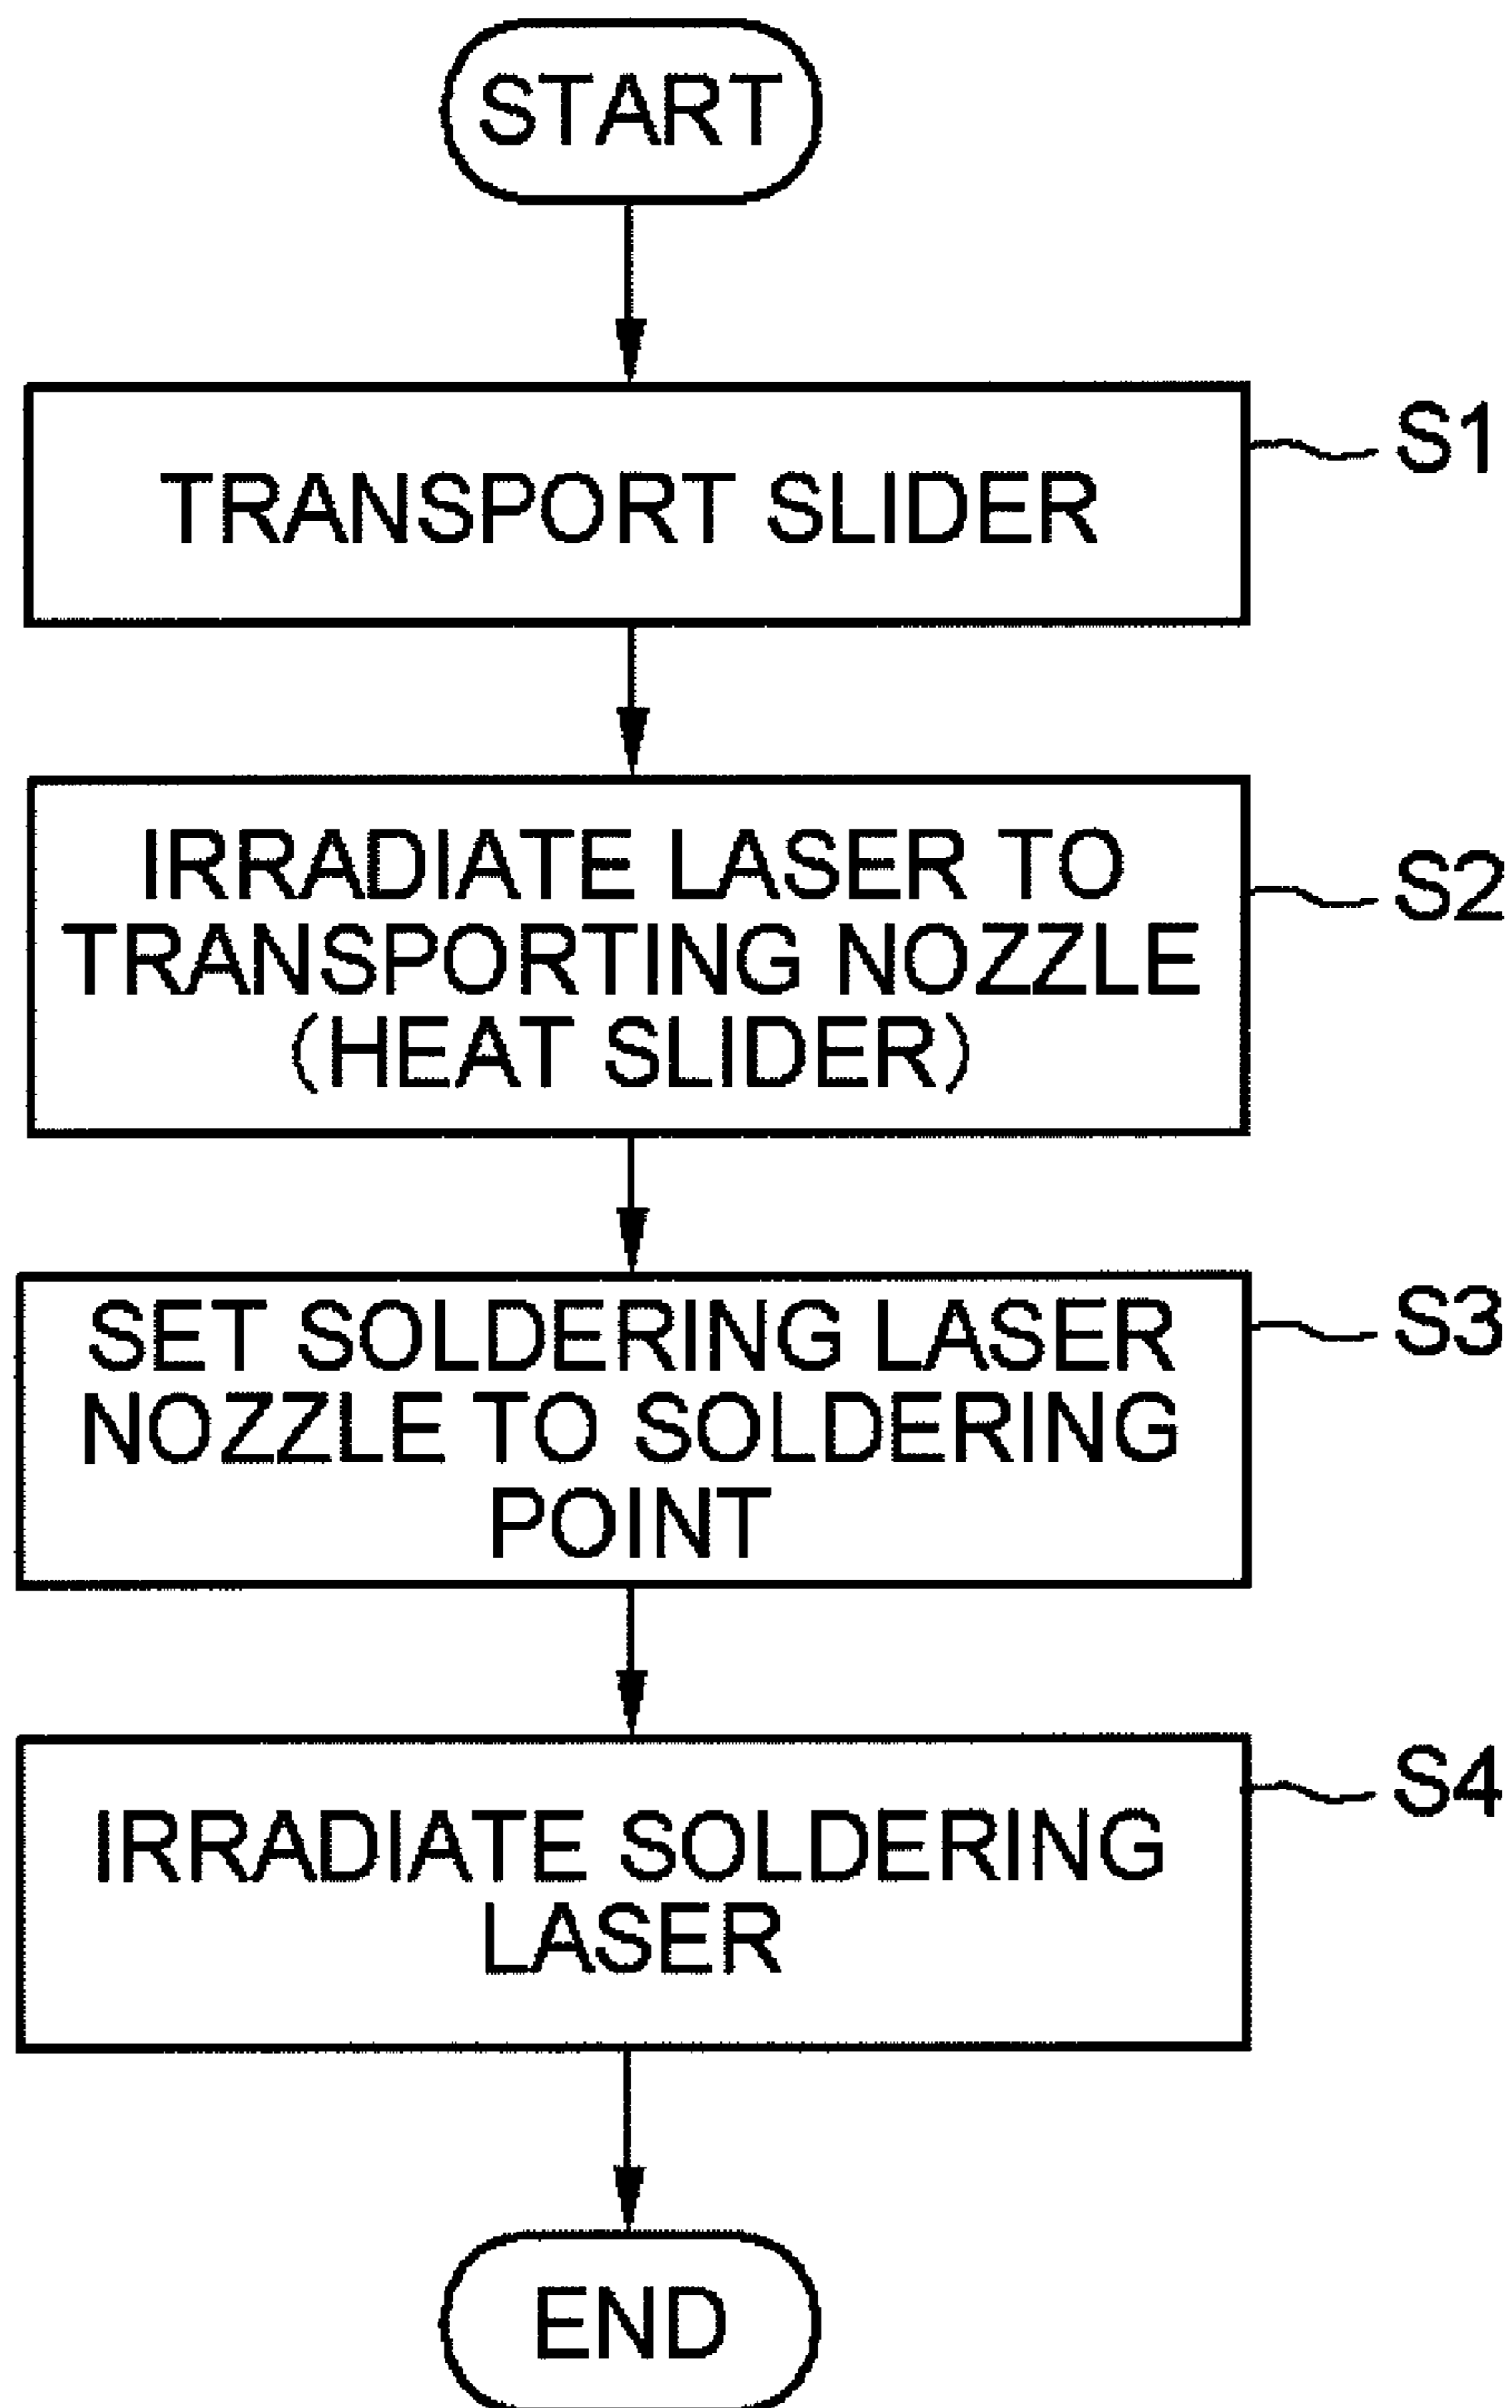 START
TRANSPORT SLIDER
S1
IRRADIATE LASER TO
TRANSPORTING NOZZLE
(HEAT SLIDER)
S2
SET SOLDERING LASER
NOZZLE TO SOLDERING
POINT
S3
IRRADIATE SOLDERING
LASER
S4
END